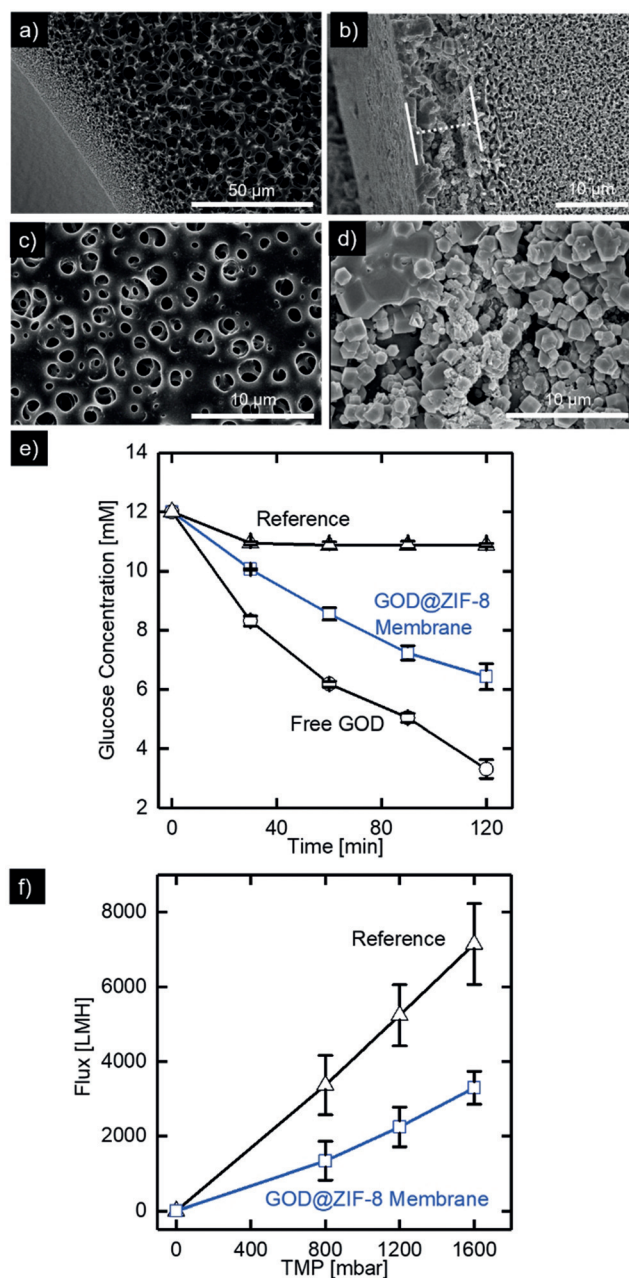 a)
50 µm
b)
10 µm
c)
10 µm
d)
10 µm
e)
14
12
10
8
6
4
2
Glucose Concentration [mM]
Reference
GOD@ZIF-8
Membrane
Free GOD
0
40
80
120
Time [min]
f)
8000
6000
4000
2000
0
Flux [LMH]
Reference
GOD@ZIF-8 Membrane
0
400
800
1200
1600
TMP [mbar]